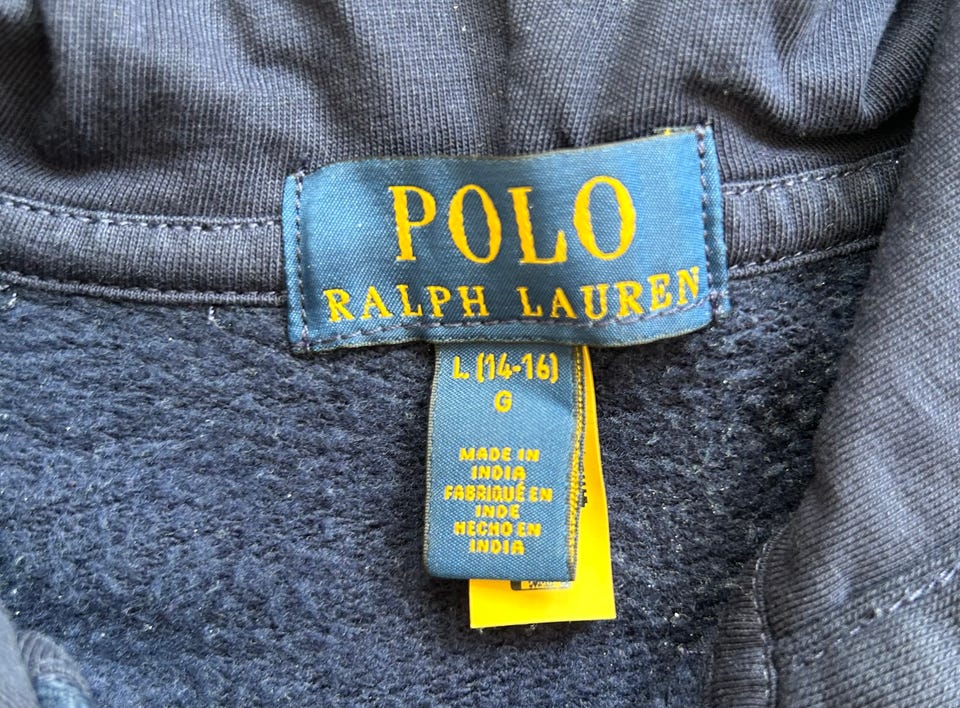 POLO
RALPH LAUREN
L (14-16)
G
MADE IN
INDIA
FABRIQUÉ EN
INDE
HECHO EN
INDIA